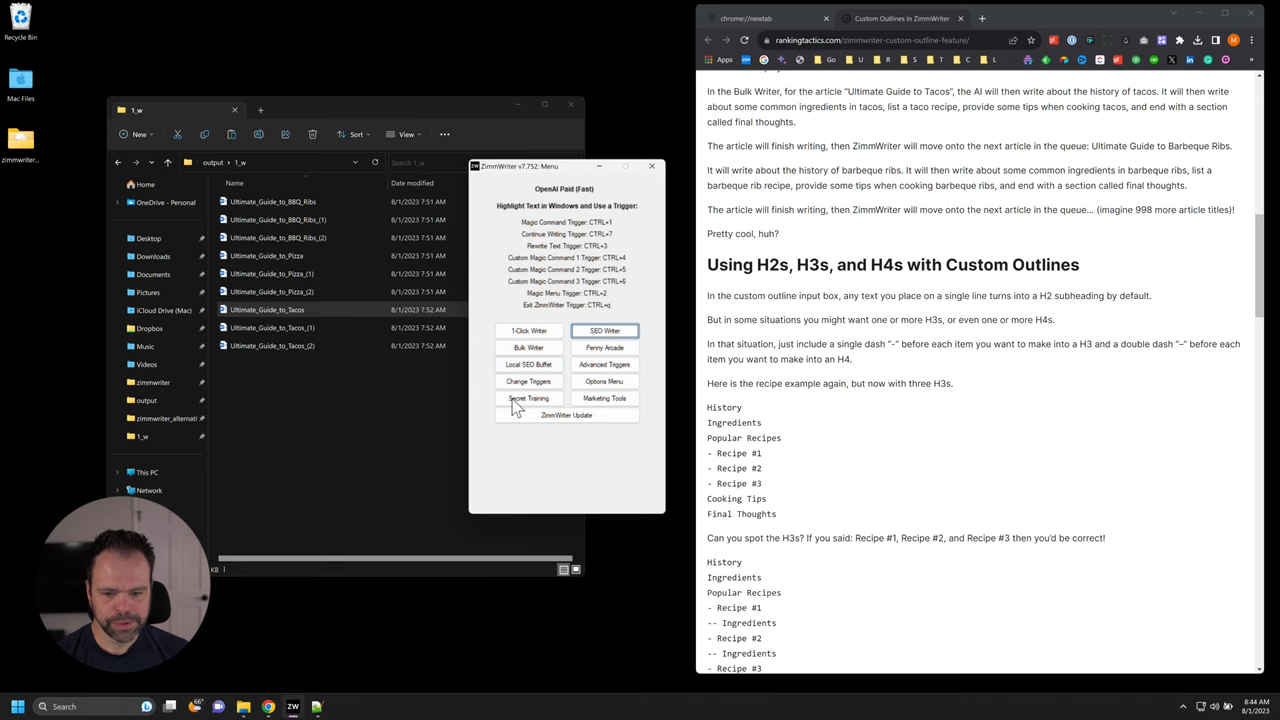 Recycle Bin
Mac Files
zimmwriter...
1_w
New
Sort
View
output
1_w
Search 1_w
Name
Date modified
Home
OneDrive - Personal
Desktop
Downloads
Documents
Pictures
iCloud Drive (Mac)
Dropbox
Music
zimmwriter
output
zimmwriter_alternati
1_w
This PC
Network
Ultimate_Guide_to_BBQ_Ribs 8/1/2023 7:51 AM
Ultimate_Guide_to_BBQ_Ribs_(1) 8/1/2023 7:51 AM
Ultimate_Guide_to_BBQ_Ribs_(2) 8/1/2023 7:51 AM
Ultimate_Guide_to_Pizza 8/1/2023 7:51 AM
Ultimate_Guide_to_Pizza_(1) 8/1/2023 7:51 AM
Ultimate_Guide_to_Pizza_(2) 8/1/2023 7:51 AM
Ultimate_Guide_to_Tacos 8/1/2023 7:51 AM
Ultimate_Guide_to_Tacos_(1) 8/1/2023 7:51 AM
Ultimate_Guide_to_Tacos_(2) 8/1/2023 7:51 AM
KB
ZW ZimmWriter v7.752: Menu
OpenAI Paid (Fast)
Highlight Text in Windows and Use a Trigger:
Magic Command Trigger: CTRL+1
Continue Writing Trigger: CTRL+7
Rewrite Text Trigger: CTRL+3
Custom Magic Command 1 Trigger: CTRL+4
Custom Magic Command 2 Trigger: CTRL+5
Custom Magic Command 3 Trigger: CTRL+6
Magic Menu Trigger: CTRL+2
Exit ZimmWriter Trigger: CTRL+q
1-Click Writer SEO Writer
Bulk Writer Penny Arcade
Local SEO Buffet Advanced Triggers
Change Triggers Options Menu
Secret Training Marketing Tools
ZimmWriter Update
chrome://newtab
Custom Outlines in ZimmWriter
rankingtactics.com/zimmwriter-custom-outline-feature/
Apps Go U R S T C L
In the Bulk Writer, for the article “Ultimate Guide to Tacos”, the AI will then write about the history of tacos. It will then write
about some common ingredients in tacos, list a taco recipe, provide some tips when cooking tacos, and end with a section
called final thoughts.
The article will finish writing, then ZimmWriter will move onto the next article in the queue: Ultimate Guide to Barbeque Ribs.
It will write about the history of barbeque ribs. It will then write about some common ingredients in barbeque ribs, list a
barbeque rib recipe, provide some tips when cooking barbeque ribs, and end with a section called final thoughts.
The article will finish writing, then ZimmWriter will move onto the next article in the queue… (imagine 998 more article titles)!
Pretty cool, huh?
Using H2s, H3s, and H4s with Custom Outlines
In the custom outline input box, any text you place on a single line turns into a H2 subheading by default.
But in some situations you might want one or more H3s, or even one or more H4s.
In that situation, just include a single dash “-” before each item you want to make into a H3 and a double dash “–” before each
item you want to make into an H4.
Here is the recipe example again, but now with three H3s.
History
Ingredients
Popular Recipes
- Recipe #1
- Recipe #2
- Recipe #3
Cooking Tips
Final Thoughts
Can you spot the H3s? If you said: Recipe #1, Recipe #2, and Recipe #3 then you’d be correct!
History
Ingredients
Popular Recipes
- Recipe #1
-- Ingredients
- Recipe #2
-- Ingredients
- Recipe #3
Search
66°
ZW
8:44 AM
8/1/2023